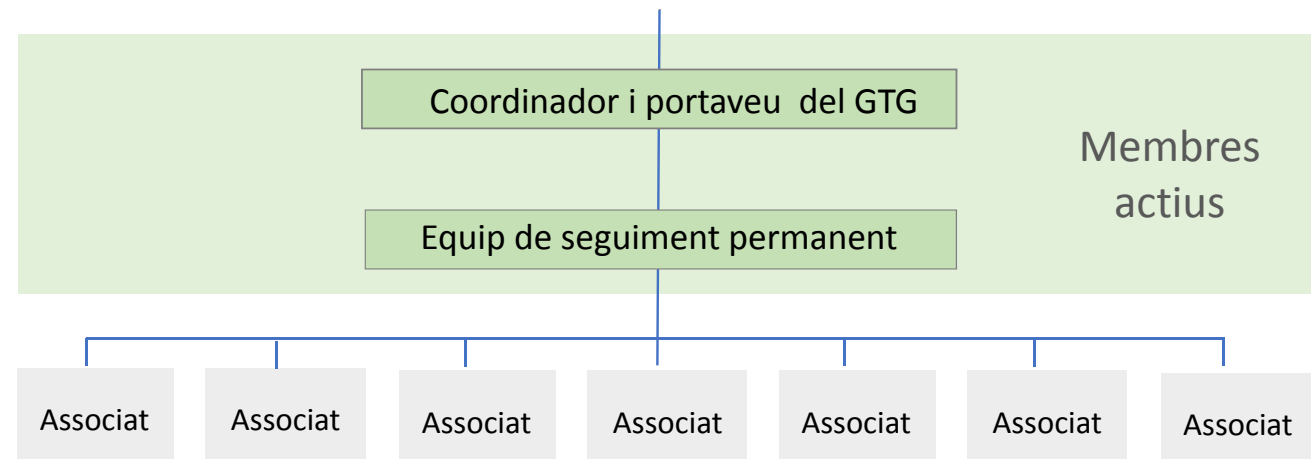 Coordinador i portaveu del GTG
Membres
actius
Equip de seguiment permanent
Associat
Associat
Associat
Associat
Associat
Associat
Associat